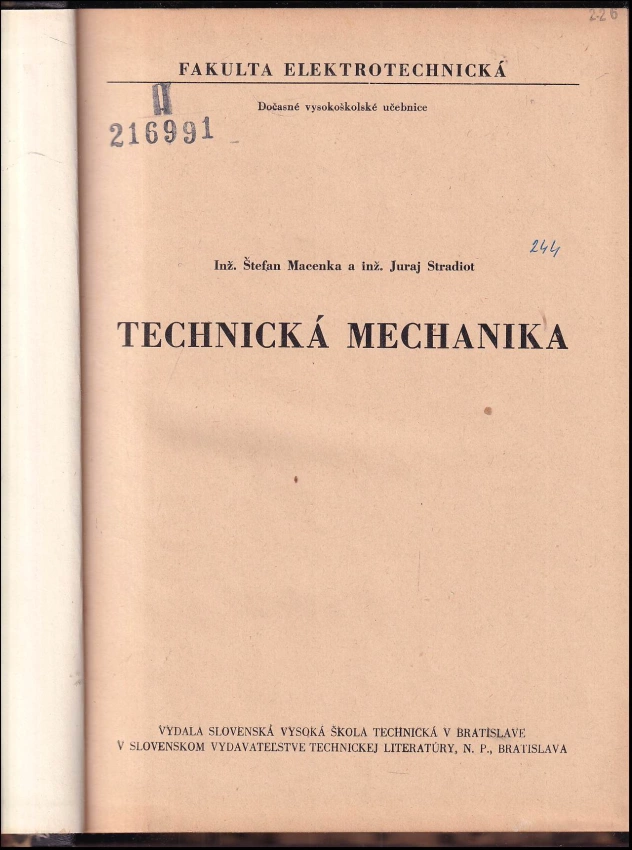 226
FAKULTA ELEKTROTECHNICKÁ
Dočasné vysokoškolské učebnice
II
216991
244
Inž. Štefan Macenka a inž. Juraj Stradiot
TECHNICKÁ MECHANIKA
VYDALA SLOVENSKÁ VYSOKÁ ŠKOLA TECHNICKÁ V BRATISLAVE
V SLOVENSKOM VYDAVATEĽSTVE TECHNICKEJ LITERATÚRY, N. P., BRATISLAVA